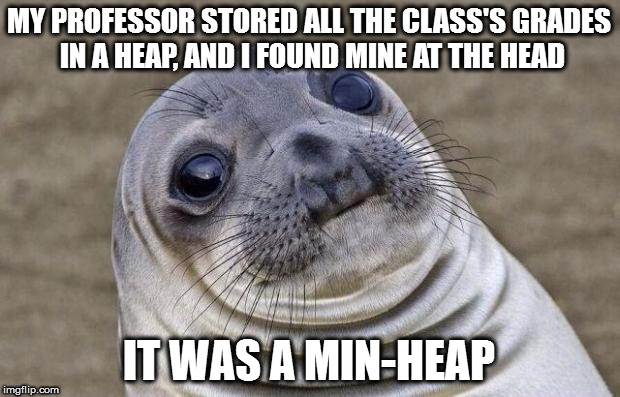 MY PROFESSOR STORED ALL THE CLASS'S GRADES
IN A HEAP, AND I FOUND MINE AT THE HEAD
IT WAS A MIN-HEAP
imgflip.com